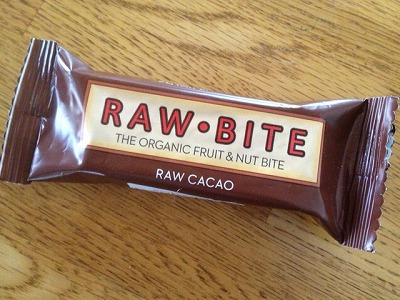 RAW•BITE
THE ORGANIC FRUIT & NUT BITE
RAW CACAO